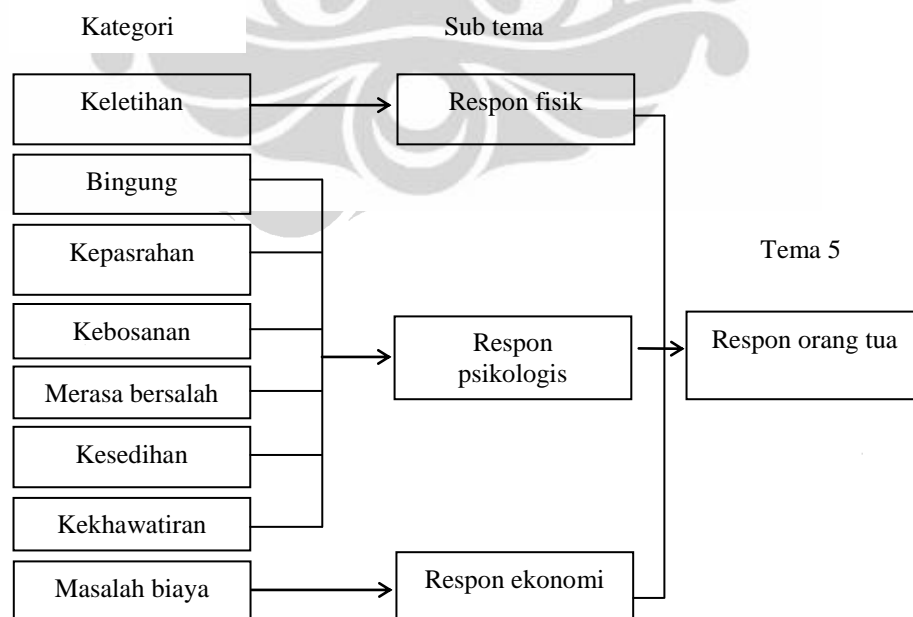 Kategori
Sub tema
Keletihan
Respon fisik
Bingung
Kepasrahan
Tema 5
Kebosanan
Respon
psikologis
Respon orang tua
Merasa bersalah
Kesedihan
Kekhawatiran
Masalah biaya
Respon ekonomi